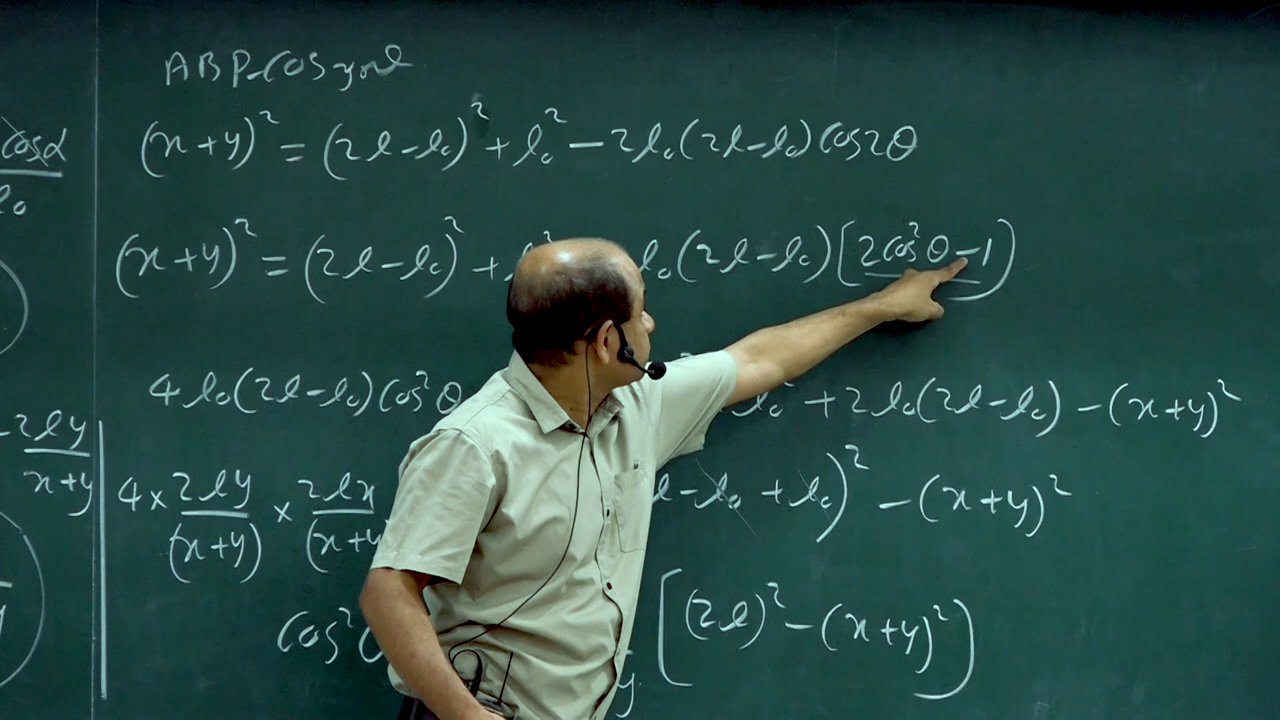 ABP cos
(x+y)² = (2l-l₀)² + l₀² - 2l₀(2l-l₀) cos2θ
(x+y)² = (2l-l₀)² + l₀(2l-l₀)[2cos²θ-1)
4l₀(2l-l₀)cos²θ l₀² + 2l₀(2l-l₀) - (x+y)²
4 × 2ly/(x+y) × 2lx/(x+y l-l₀ + l₀)² - (x+y)²
cos² y [(2l)² - (x+y)²)
cosα
l₀
-2ly/x+y